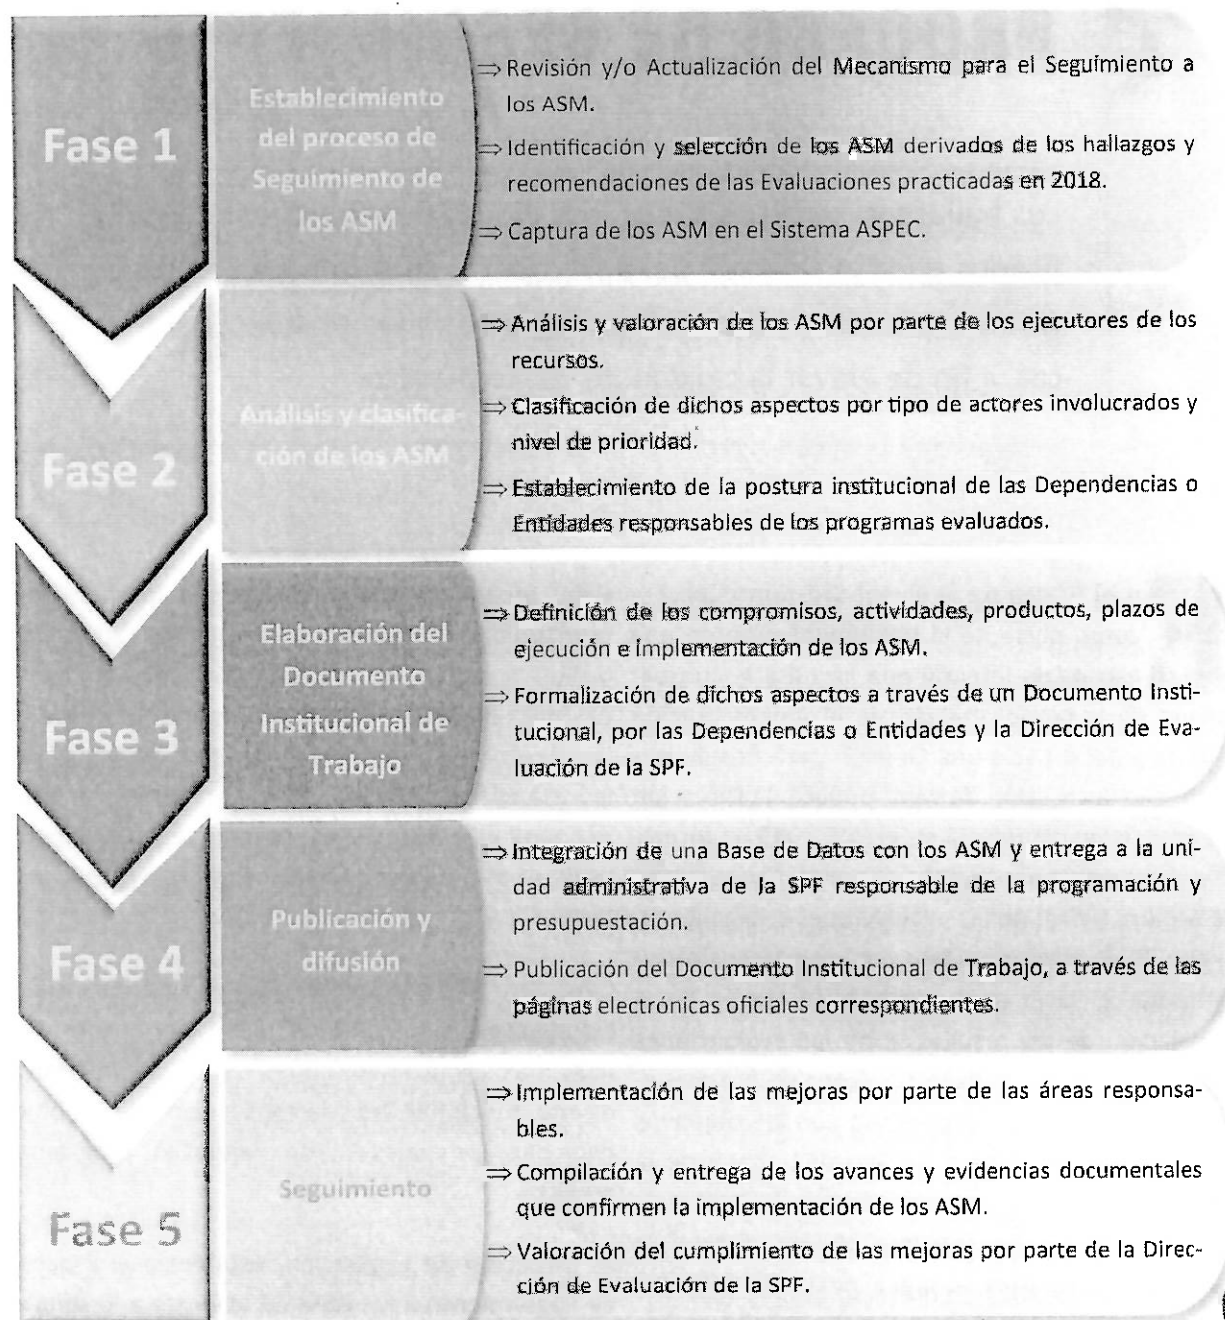 Fase 1
Establecimiento
del proceso de
Seguimiento de
los ASM
⇒ Revisión y/o Actualización del Mecanismo para el Seguimiento a
los ASM.
⇒ Identificación y selección de los ASM derivados de los hallazgos y
recomendaciones de las Evaluaciones practicadas en 2018.
⇒ Captura de los ASM en el Sistema ASPEC.
Fase 2
Análisis y clasifica-
ción de los ASM
⇒ Análisis y valoración de los ASM por parte de los ejecutores de los
recursos.
⇒ Clasificación de dichos aspectos por tipo de actores involucrados y
nivel de prioridad.
⇒ Establecimiento de la postura institucional de las Dependencias o
Entidades responsables de los programas evaluados.
Fase 3
Elaboración del
Documento
Institucional de
Trabajo
⇒ Definición de los compromisos, actividades, productos, plazos de
ejecución e implementación de los ASM.
⇒ Formalización de dichos aspectos a través de un Documento Insti-
tucional, por las Dependencias o Entidades y la Dirección de Eva-
luación de la SPF.
Fase 4
Publicación y
difusión
⇒ Integración de una Base de Datos con los ASM y entrega a la uni-
dad administrativa de la SPF responsable de la programación y
presupuestación.
⇒ Publicación del Documento Institucional de Trabajo, a través de las
páginas electrónicas oficiales correspondientes.
Fase 5
Seguimiento
⇒ Implementación de las mejoras por parte de las áreas responsa-
bles.
⇒ Compilación y entrega de los avances y evidencias documentales
que confirmen la implementación de los ASM.
⇒ Valoración del cumplimiento de las mejoras por parte de la Direc-
ción de Evaluación de la SPF.